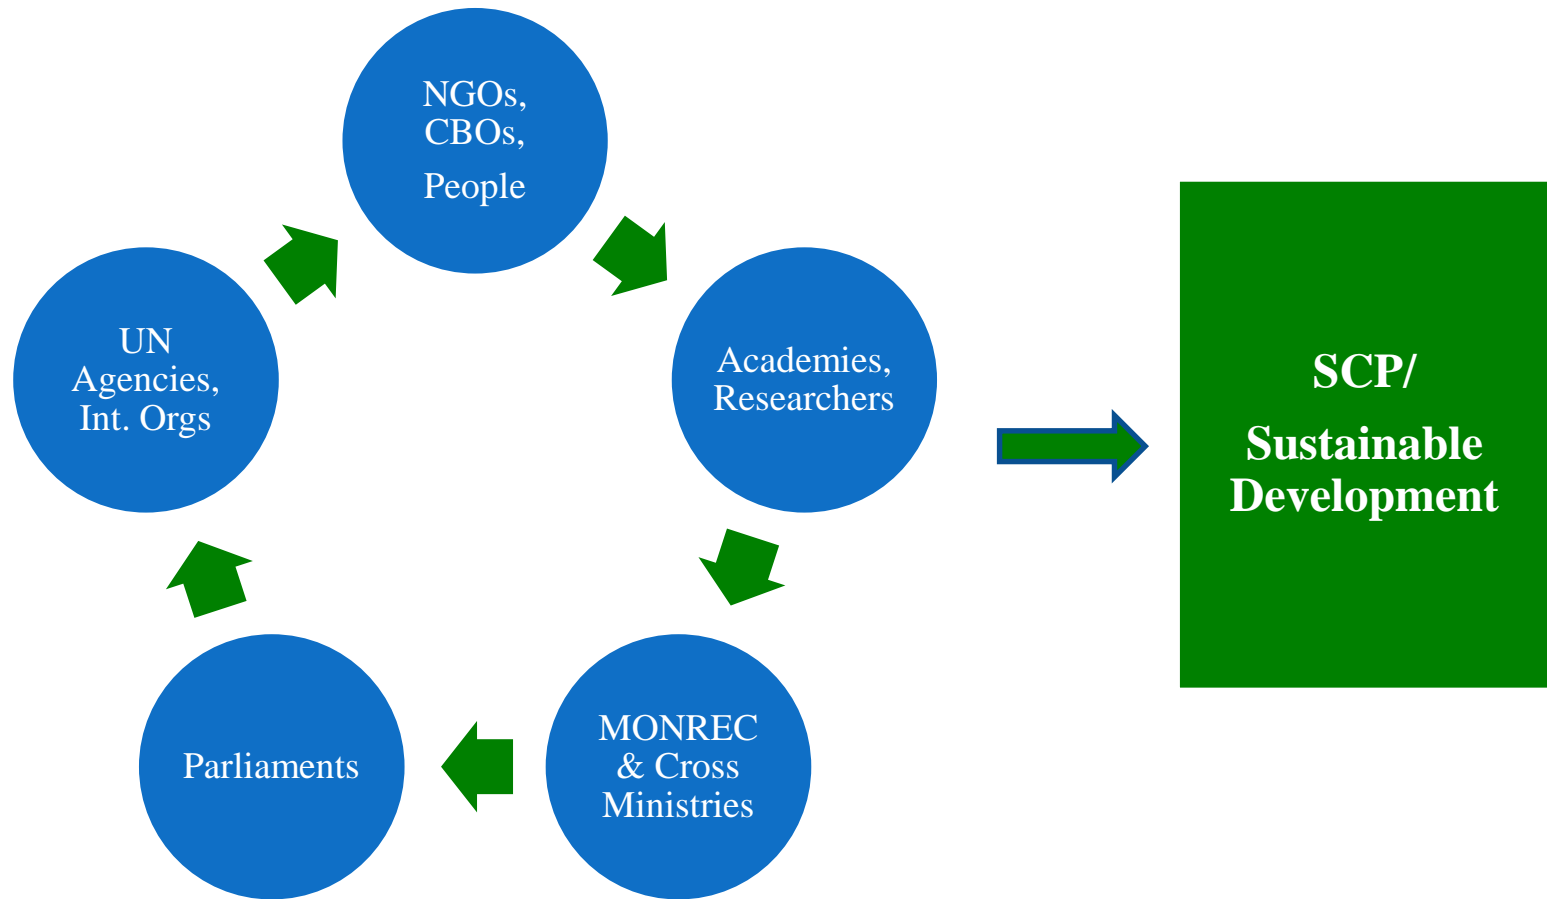 NGOs,
CBOs,
People
Academies,
Researchers
MONREC
& Cross
Ministries
Parliaments
UN
Agencies,
Int. Orgs
SCP/
Sustainable
Development